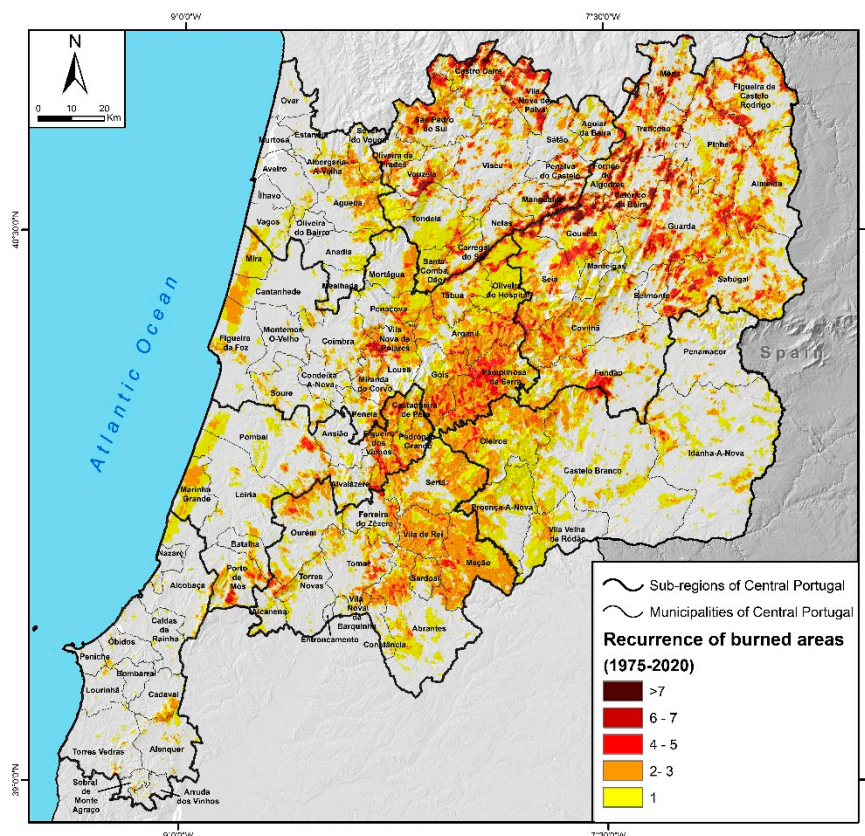 9°0'0"W
7°30'0"W
N
0 10 20
Km
Castro Daire
Mêda
Figueira de
Castelo
Rodrigo
Ovar
Vila
Nova de
Paiva
São Pedro
do Sul
Aguiar
da Beira
Trancoso
Estarreja
Sever
do Vouga
Murtosa
Albergaria
-A-Velha
Oliveira de
Frades
Sátão
Pinhel
Aveiro
Viseu
Penalva
do Castelo
Fornos
de
Algodres
Vouzela
Almeida
Ílhavo
Águeda
Mangualde
Celorico
da Beira
Vagos
Oliveira
do Bairro
Tondela
Nelas
Guarda
40°30'0"N
40°30'0"N
Gouveia
Anadia
Carregal
do Sal
Mira
Santa
Comba
Dão
Manteigas
Mortágua
Seia
Sabugal
Mealhada
Oliveira
do Hospital
Cantanhede
Tábua
Belmonte
Penacova
Montemor
-O-Velho
Coimbra
Vila
Nova de
Poiares
Arganil
Covilhã
Figueira
da Foz
Penamacor
Spain
Lousã
Góis
Pampilhosa
da Serra
Fundão
Condeixa
A-Nova
Miranda
do Corvo
Soure
Atlantic Ocean
Penela
Castanheira
de Pêra
Ansião
Figueiró
dos
Vinhos
Pedrógão
Grande
Pombal
Oleiros
Idanha-A-Nova
Castelo Branco
Alvaiázere
Sertã
Marinha
Grande
Leiria
Proença-A-Nova
Ferreira
do Zêzere
Ourém
Vila de Rei
Vila Velha
de Ródão
Batalha
Nazaré
Tomar
Mação
Porto
de
Mós
Torres
Novas
Sardoal
Alcobaça
Alcanena
Vila
Nova
da
Barquinha
Abrantes
Caldas
da
Rainha
Entroncamento
Constância
Óbidos
Peniche
Bombarral
Lourinhã
Cadaval
Torres Vedras
Alenquer
39°0'0"N
39°0'0"N
Sobral
de
Monte
Agraço
Arruda
dos Vinhos
9°0'0"W
7°30'0"W
Sub-regions of Central Portugal
Municipalities of Central Portugal
Recurrence of burned areas
(1975-2020)
>7
6 - 7
4 - 5
2- 3
1